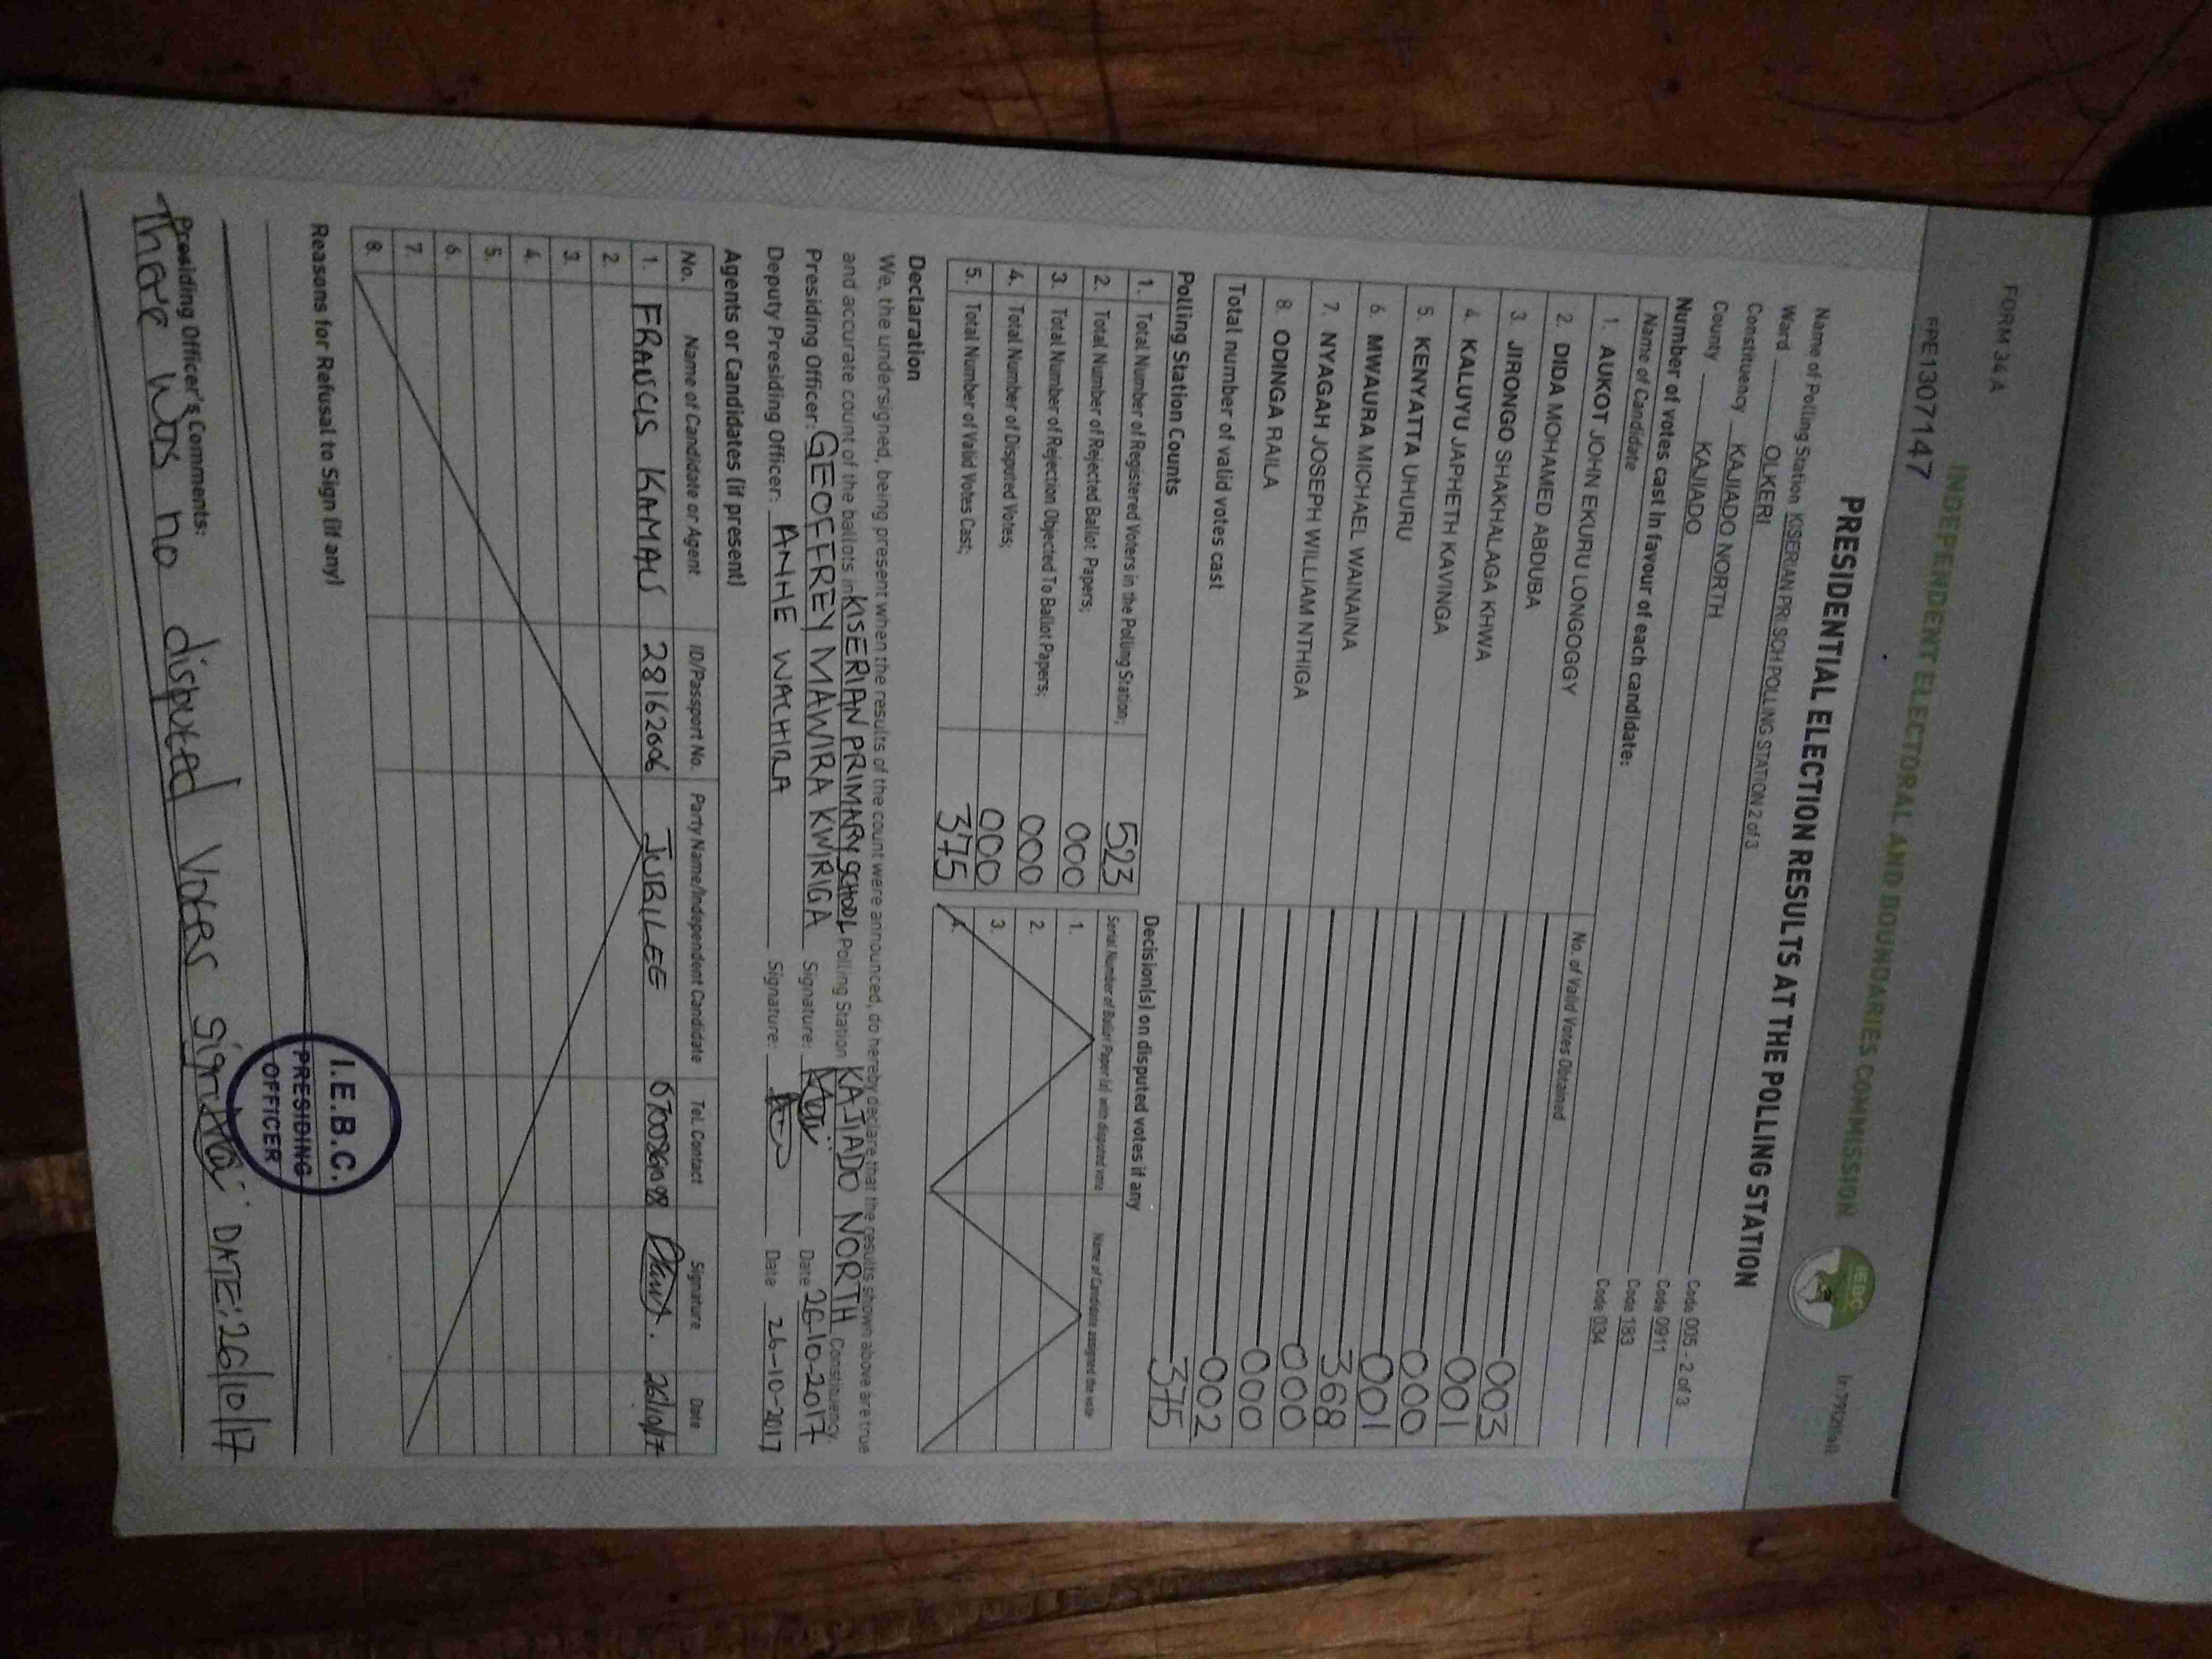 FORM 34 A
INDEPENDENT ELECTORAL AND BOUNDARIES COMMISSION
IEBC
PPE1307147
PRESIDENTIAL ELECTION RESULTS AT THE POLLING STATION
Name of Polling Station KISERIAN PRI SCH POLLING STATION 2 of 3 Code 005 - 2 of 3
Ward OLKERI Code 0911
Constituency KAJIADO NORTH Code 183
County KAJIADO Code 034
Number of votes cast in favour of each candidate:
Name of Candidate No. of Valid Votes Obtained
1. AUKOT JOHN EKURU LONGOGGY 003
2. DIDA MOHAMED ABDUBA 001
3. JIRONGO SHAKHALAGA KHWA 000
4. KALUYU JAPHETH KAVINGA 001
5. KENYATTA UHURU 368
6. MWAURA MICHAEL WAINAINA 000
7. NYAGAH JOSEPH WILLIAM NTHIGA 000
8. ODINGA RAILA 002
Total number of valid votes cast 375
Polling Station Counts
1. Total Number of Registered Voters in the Polling Station; 523
2. Total Number of Rejected Ballot Papers; 000
3. Total Number of Rejection Objected To Ballot Papers; 000
4. Total Number of Disputed Votes; 000
5. Total Number of Valid Votes Cast; 375
Decision(s) on disputed votes if any
Serial Number of Ballot Paper (s) with disputed vote Name of Candidate assigned the vote
1.
2.
3.
4.
Declaration
We, the undersigned, being present when the results of the count were announced, do hereby declare that the results shown above are true
and accurate count of the ballots in KISERIAN PRIMARY SCHOOL Polling Station KAJIADO NORTH Constituency.
Presiding Officer: GEOFFREY MAWIRA KWIRIGA Signature: Date 26-10-2017
Deputy Presiding Officer: ANNE WACHIRA Signature: Date 26-10-2017
Agents or Candidates (if present)
No. Name of Candidate or Agent ID/Passport No. Party Name/Independent Candidate Tel. Contact Signature Date
1. FRANCIS KAMAU 28162006 JUBILEE 26/10/17
2.
3.
4.
5.
6.
7.
8.
Reasons for Refusal to Sign (if any)
I.E.B.C.
PRESIDING
OFFICER
Presiding Officer's Comments:
There was no disputed Voters DATE: 26/10/17